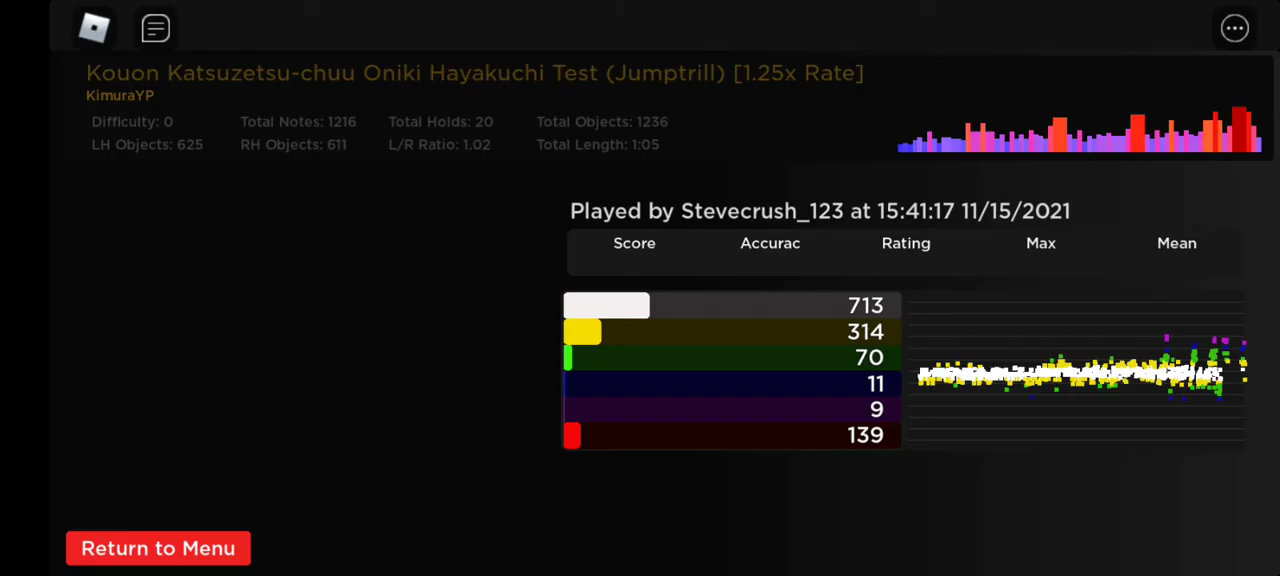 Kouon Katsuzetsu-chuu Oniki Hayakuchi Test (Jumptrill) [1.25x Rate]
KimuraYP
Difficulty: 0 Total Notes: 1216 Total Holds: 20 Total Objects: 1236
LH Objects: 625 RH Objects: 611 L/R Ratio: 1.02 Total Length: 1:05
Played by Stevecrush_123 at 15:41:17 11/15/2021
Score Accurac Rating Max Mean
713
314
70
11
9
139
Return to Menu